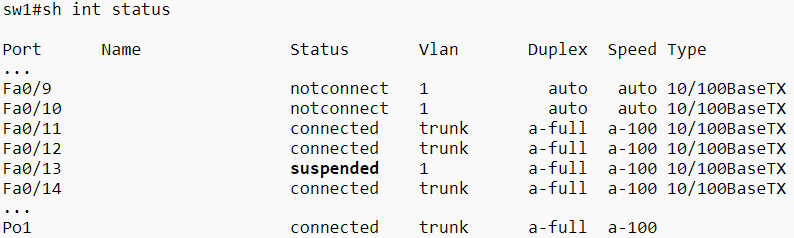 sw1#sh int status
Port Name Status Vlan Duplex Speed Type
...
Fa0/9 notconnect 1 auto auto 10/100BaseTX
Fa0/10 notconnect 1 auto auto 10/100BaseTX
Fa0/11 connected trunk a-full a-100 10/100BaseTX
Fa0/12 connected trunk a-full a-100 10/100BaseTX
Fa0/13 suspended 1 a-full a-100 10/100BaseTX
Fa0/14 connected trunk a-full a-100 10/100BaseTX
...
Po1 connected trunk a-full a-100